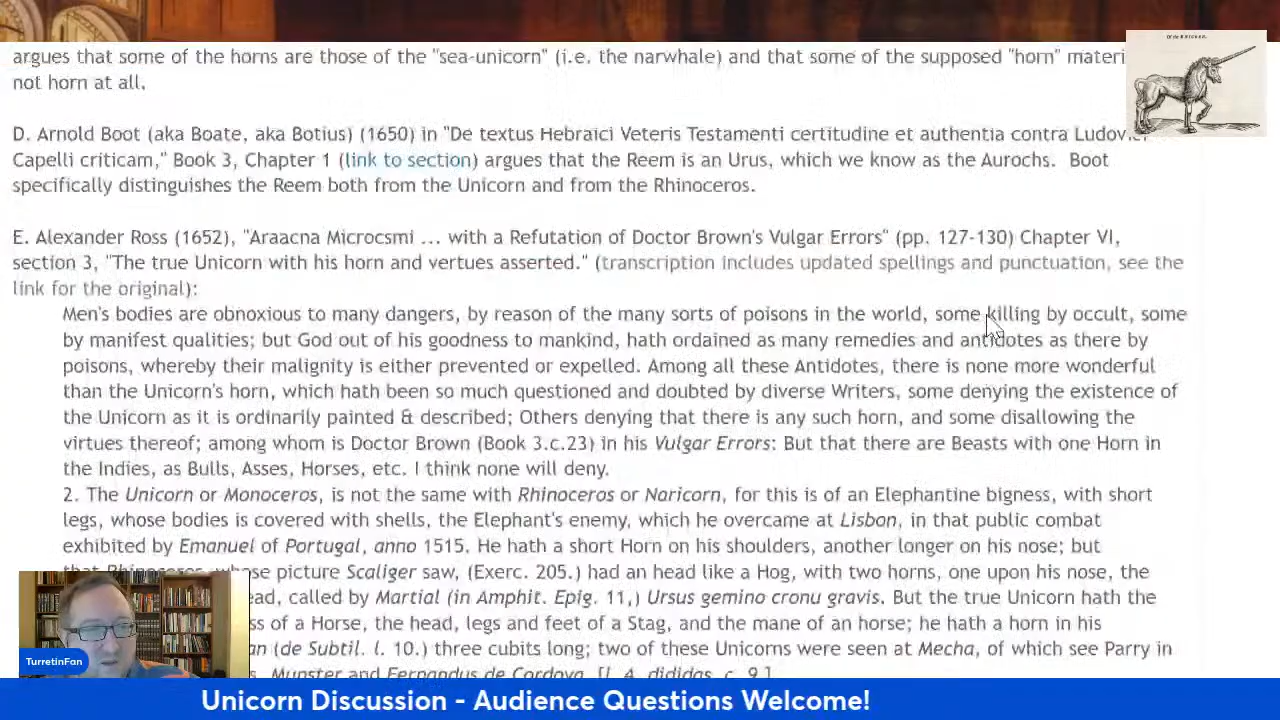 argues that some of the horns are those of the "sea-unicorn" (i.e. the narwhale) and that some of the supposed "horn"
not horn at all.
D. Arnold Boot (aka Boate, aka Botius) (1650) in "De textus Hebraici Veteris Testamenti certitudine et authentia contra
Capelli criticam," Book 3, Chapter 1 (link to section) argues that the Reem is an Urus, which we know as the Aurochs. Boot
specifically distinguishes the Reem both from the Unicorn and from the Rhinoceros.
E. Alexander Ross (1652), "Araacna Microcsmi ... with a Refutation of Doctor Brown's Vulgar Errors" (pp. 127-130) Chapter VI,
section 3, "The true Unicorn with his horn and vertues asserted." (transcription includes updated spellings and punctuation, see the
link for the original):
Men's bodies are obnoxious to many dangers, by reason of the many sorts of poisons in the world, some killing by occult, some
by manifest qualities; but God out of his goodness to mankind, hath ordained as many remedies and antidotes as there by
poisons, whereby their malignity is either prevented or expelled. Among all these Antidotes, there is none more wonderful
than the Unicorn's horn, which hath been so much questioned and doubted by diverse Writers, some denying the existence of
the Unicorn as it is ordinarily painted & described; Others denying that there is any such horn, and some disallowing the
virtues thereof; among whom is Doctor Brown (Book 3.c.23) in his Vulgar Errors: But that there are Beasts with one Horn in
the Indies, as Bulls, Asses, Horses, etc. I think none will deny.
2. The Unicorn or Monoceros, is not the same with Rhinoceros or Naricorn, for this is of an Elephantine bigness, with short
legs, whose bodies is covered with shells, the Elephant's enemy, which he overcame at Lisbon, in that public combat
exhibited by Emanuel of Portugal, anno 1515. He hath a short Horn on his shoulders, another longer on his nose; but
that Rhinoceros, whose picture Scaliger saw, (Exerc. 205.) had an head like a Hog, with two horns, one upon his nose, the
called by Martial (in Amphit. Epig. 11,) Ursus gemino cronu gravis. But the true Unicorn hath the
of a Horse, the head, legs and feet of a Stag, and the mane of an horse; he hath a horn in his
(de Subtil. l. 10.) three cubits long; two of these Unicorns were seen at Mecha, of which see Parry in
Munster and Fernandus de Cordova, [l. 4. dididas. c. 9.]
TurretinFan
Unicorn Discussion - Audience Questions Welcome!